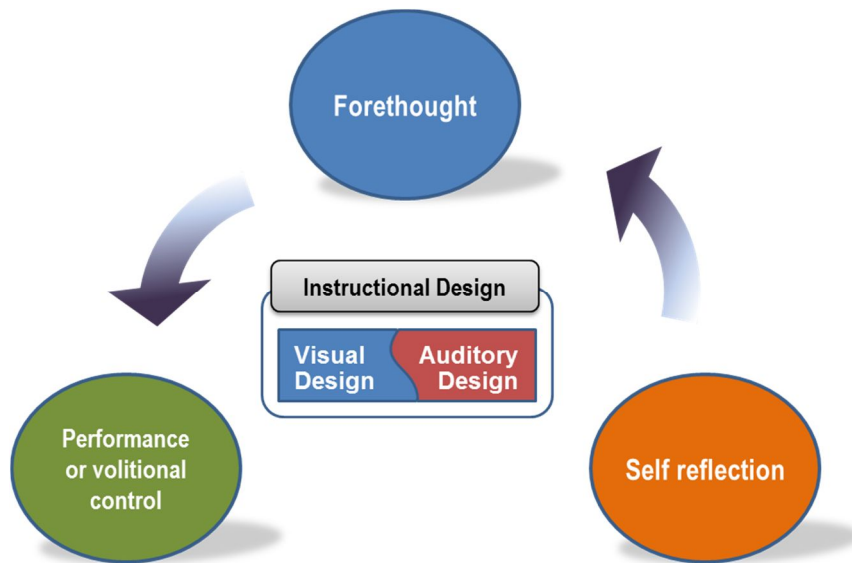 Forethought
Instructional Design
Visual
Design
Auditory
Design
Performance
or volitional
control
Self reflection